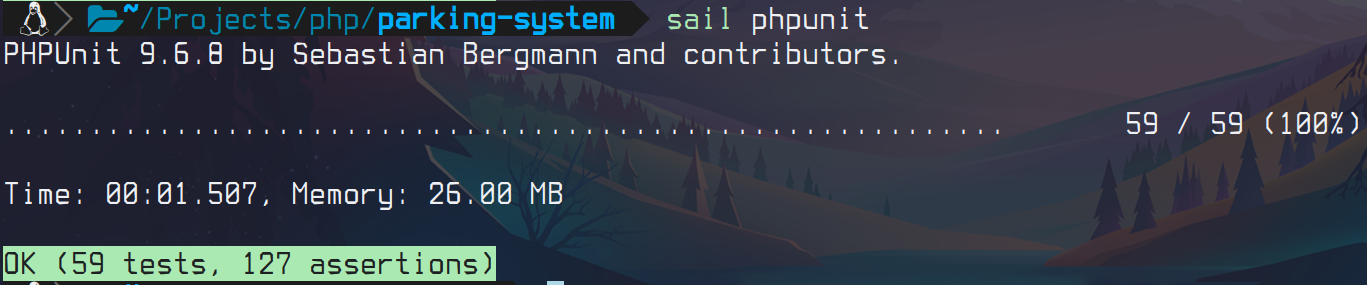 ~/Projects/php/parking-system sail phpunit
PHPUnit 9.6.8 by Sebastian Bergmann and contributors.
........................................................... 59 / 59 (100%)
Time: 00:01.507, Memory: 26.00 MB
OK (59 tests, 127 assertions)